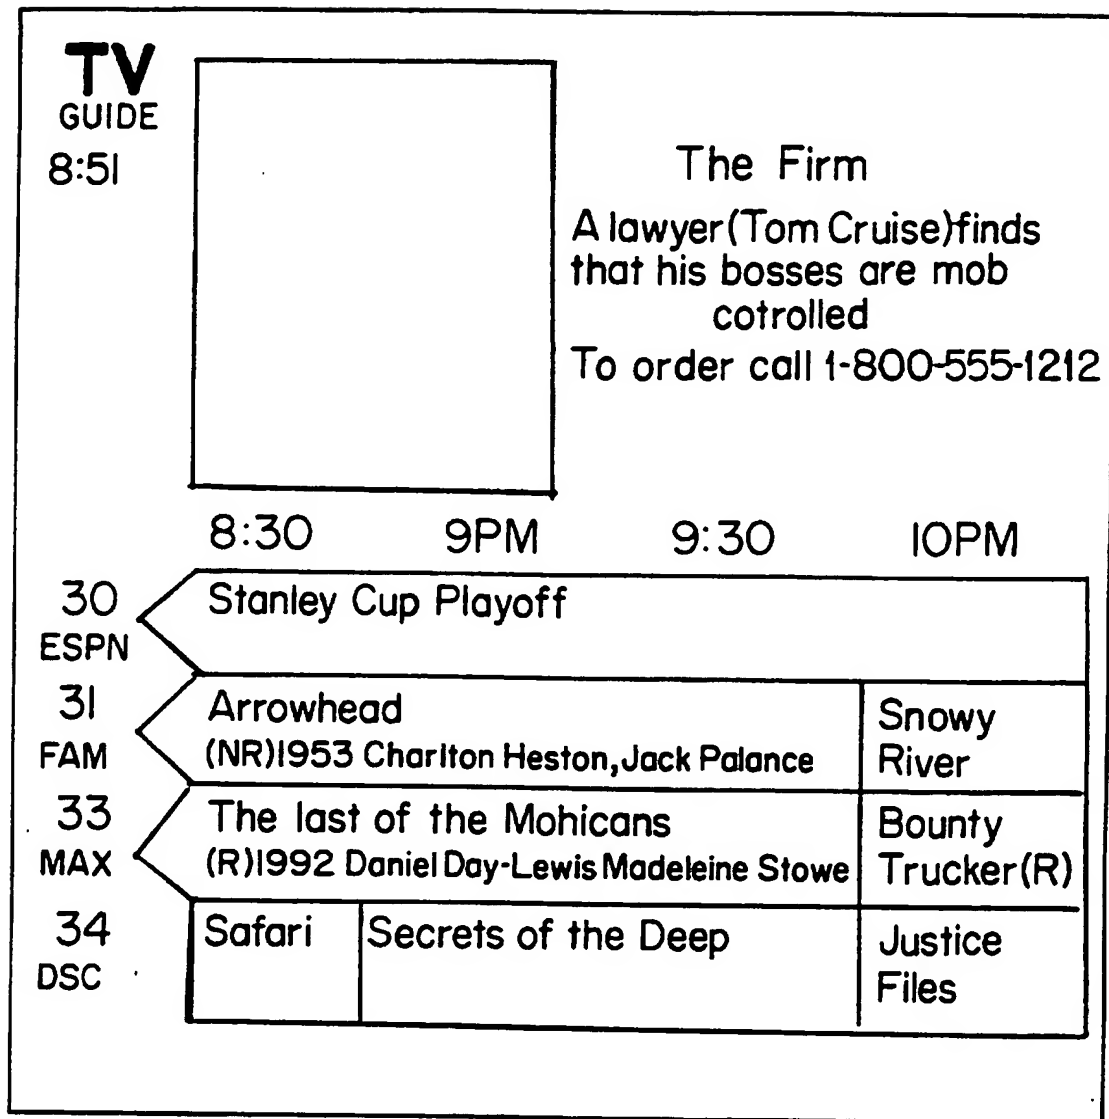 TV
GUIDE
8:51
The Firm
A lawyer(Tom Cruise)finds
that his bosses are mob
cotrolled
To order call 1-800-555-1212
8:30 9PM 9:30 10PM
30 Stanley Cup Playoff
ESPN
31 Arrowhead Snowy
FAM (NR)1953 Charlton Heston,Jack Palance River
33 The last of the Mohicans Bounty
MAX (R)1992 Daniel Day-Lewis Madeleine Stowe Trucker(R)
34 Safari Secrets of the Deep Justice
DSC Files